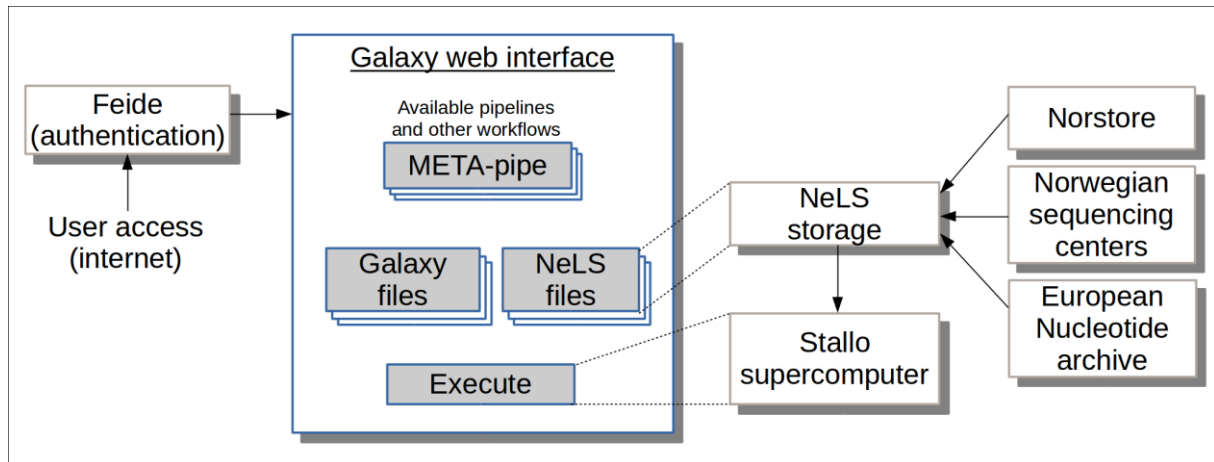 Galaxy web interface
Feide
(authentication)
User access
(internet)
Available pipelines
and other workflows
META-pipe
Galaxy
files
NeLS
files
Execute
NeLS
storage
Stallo
supercomputer
Norstore
Norwegian
sequencing
centers
European
Nucleotide
archive